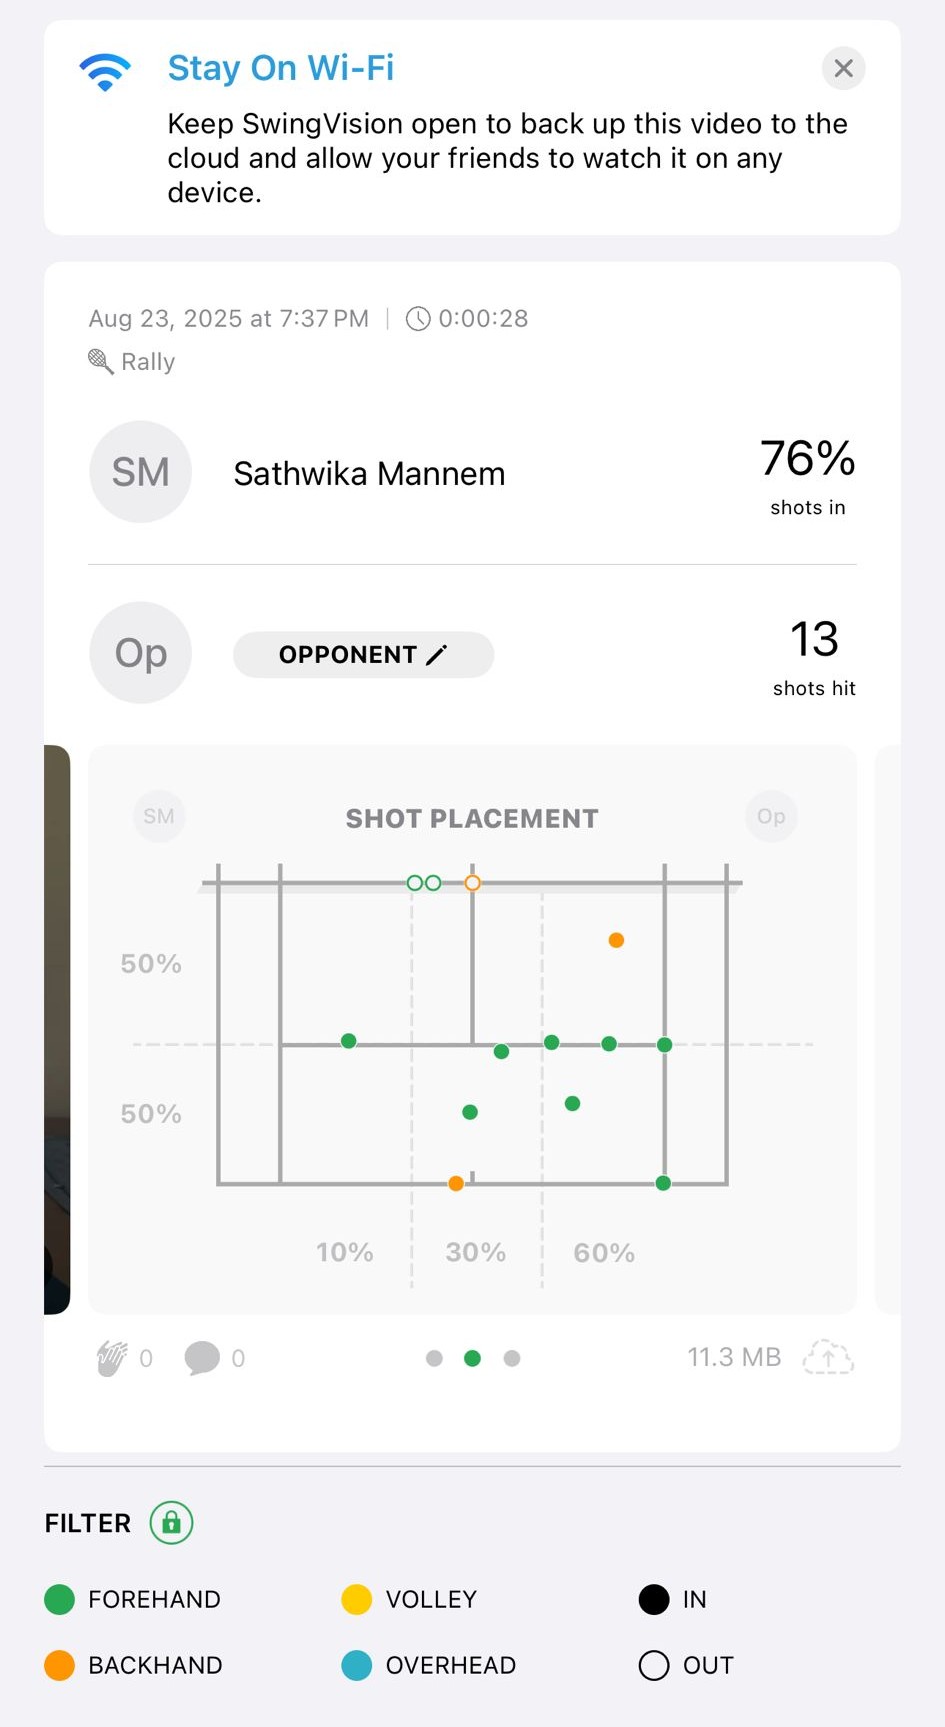 Stay On Wi-Fi
Keep SwingVision open to back up this video to the
cloud and allow your friends to watch it on any
device.
Aug 23, 2025 at 7:37 PM | 0:00:28
Rally
SM
Sathwika Mannem
76%
shots in
Op
OPPONENT
13
shots hit
SM
SHOT PLACEMENT
Op
50%
50%
10%
30%
60%
0
0
11.3 MB
FILTER
FOREHAND
VOLLEY
IN
BACKHAND
OVERHEAD
OUT